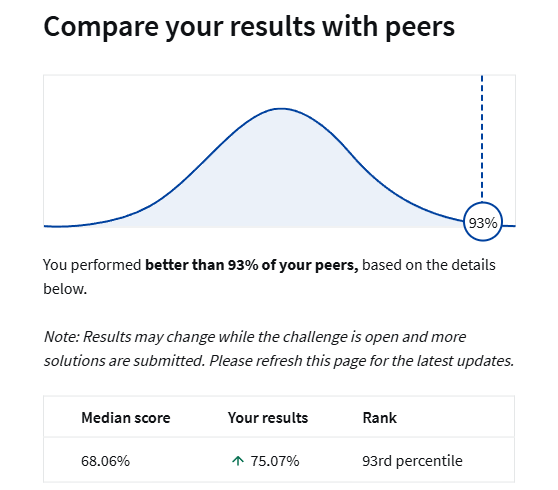 Compare your results with peers
93%
You performed better than 93% of your peers, based on the details
below.
Note: Results may change while the challenge is open and more
solutions are submitted. Please refresh this page for the latest updates.
Median score Your results Rank
68.06% ↑ 75.07% 93rd percentile